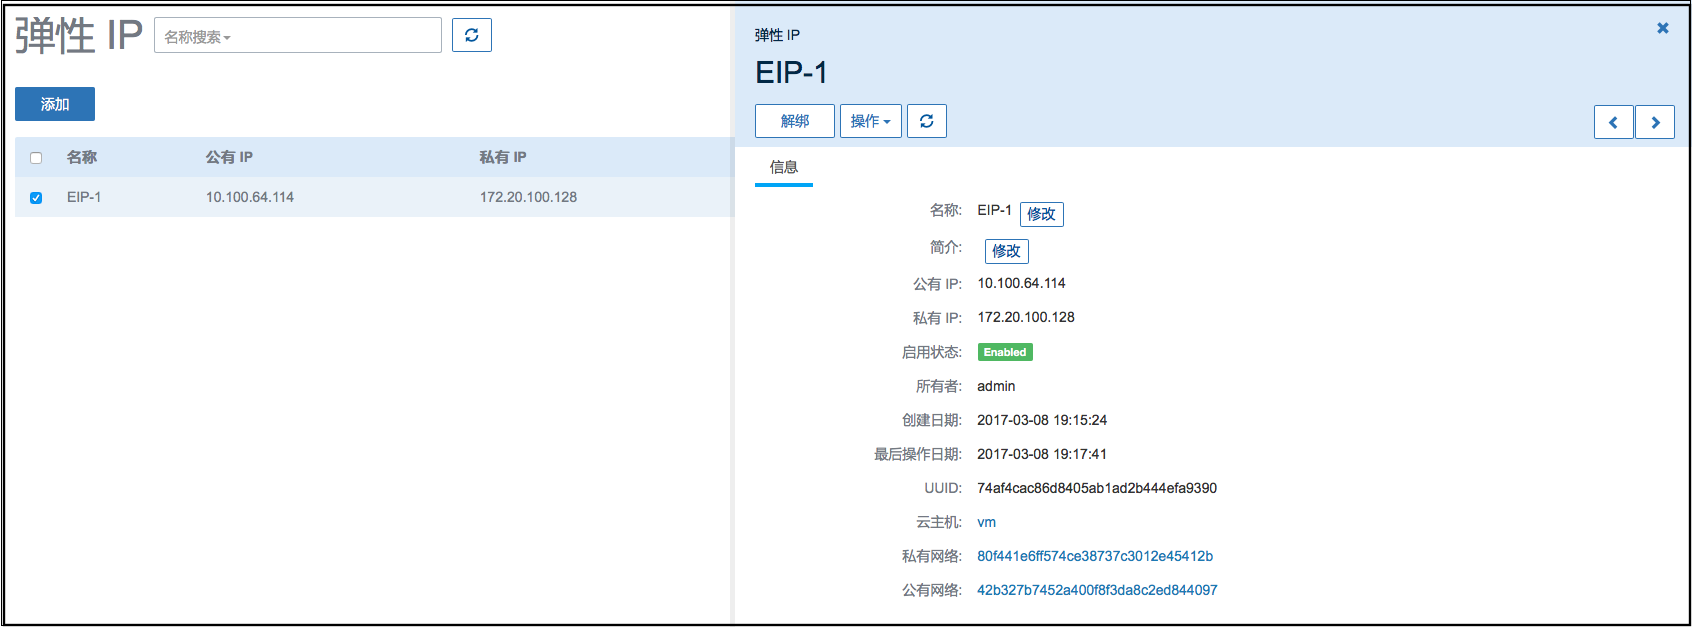 弹性 IP
名称搜索
添加
名称 公有 IP 私有 IP
EIP-1 10.100.64.114 172.20.100.128
弹性 IP
EIP-1
解绑 操作
信息
名称: EIP-1 修改
简介: 修改
公有 IP: 10.100.64.114
私有 IP: 172.20.100.128
启用状态: Enabled
所有者: admin
创建日期: 2017-03-08 19:15:24
最后操作日期: 2017-03-08 19:17:41
UUID: 74af4cac86d8405ab1ad2b444efa9390
云主机: vm
私有网络: 80f441e6ff574ce38737c3012e45412b
公有网络: 42b327b7452a400f8f3da8c2ed844097